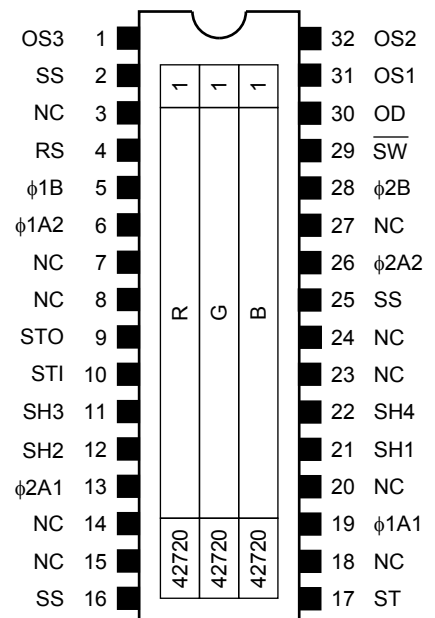 OS3 1 32 OS2
SS 2 31 OS1
NC 3 1 1 1 30 OD
RS 4 29 S̅W̅
ϕ1B 5 28 ϕ2B
ϕ1A2 6 27 NC
NC 7 26 ϕ2A2
NC 8 R G B 25 SS
STO 9 24 NC
STI 10 23 NC
SH3 11 22 SH4
SH2 12 21 SH1
ϕ2A1 13 20 NC
NC 14 19 ϕ1A1
NC 15 42720 42720 42720 18 NC
SS 16 17 ST